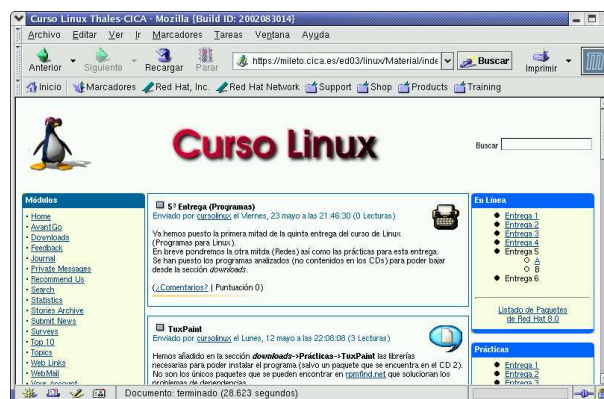 Curso Linux Thales-CICA - Mozilla {Build ID: 2002083014}
Archivo Editar Ver Ir Marcadores Tareas Ventana Ayuda
Anterior Siguiente Recargar Parar https://mileto.cica.es/ed03/linux/Material/inde Buscar Imprimir
Inicio Marcadores Red Hat, Inc. Red Hat Network Support Shop Products Training
Curso Linux
Buscar
Módulos
Home
AvantGo
Downloads
Feedback
Journal
Private Messages
Recommend Us
Search
Statistics
Stories Archive
Submit News
Surveys
Top 10
Topics
Web Links
WebMail
Your Account
5ª Entrega (Programas)
Enviado por cursolinux el Viernes, 23 mayo a las 21:46:30 (0 Lecturas)
Ya hemos puesto la primera mitad de la quinta entrega del curso de Linux
(Programas para Linux).
En breve pondremos la otra mitda (Redes) así como las prácticas para esta entrega.
Se han puesto los programas analizados (no contenidos en los CDs) para poder bajar
desde la sección downloads.
(¿Comentarios? | Puntuación 0)
TuxPaint
Enviado por cursolinux el Lunes, 12 mayo a las 22:08:08 (3 Lecturas)
Hemos añadido en la sección downloads->Prácticas->TuxPaint las librerías
necesarias para poder instalar el programa (salvo un paquete que se encuentra en el CD 2).
No son los únicos paquetes que se pueden encontrar en rpmfind.net que solucionan los
problemas de dependencias.
En Línea
Entrega 1
Entrega 2
Entrega 3
Entrega 4
Entrega 5
A
B
Entrega 6
Listado de Paquetes
de Red Hat 8.0
Prácticas
Entrega 1
Entrega 2
Entrega 3
Documento: terminado (28.623 segundos)